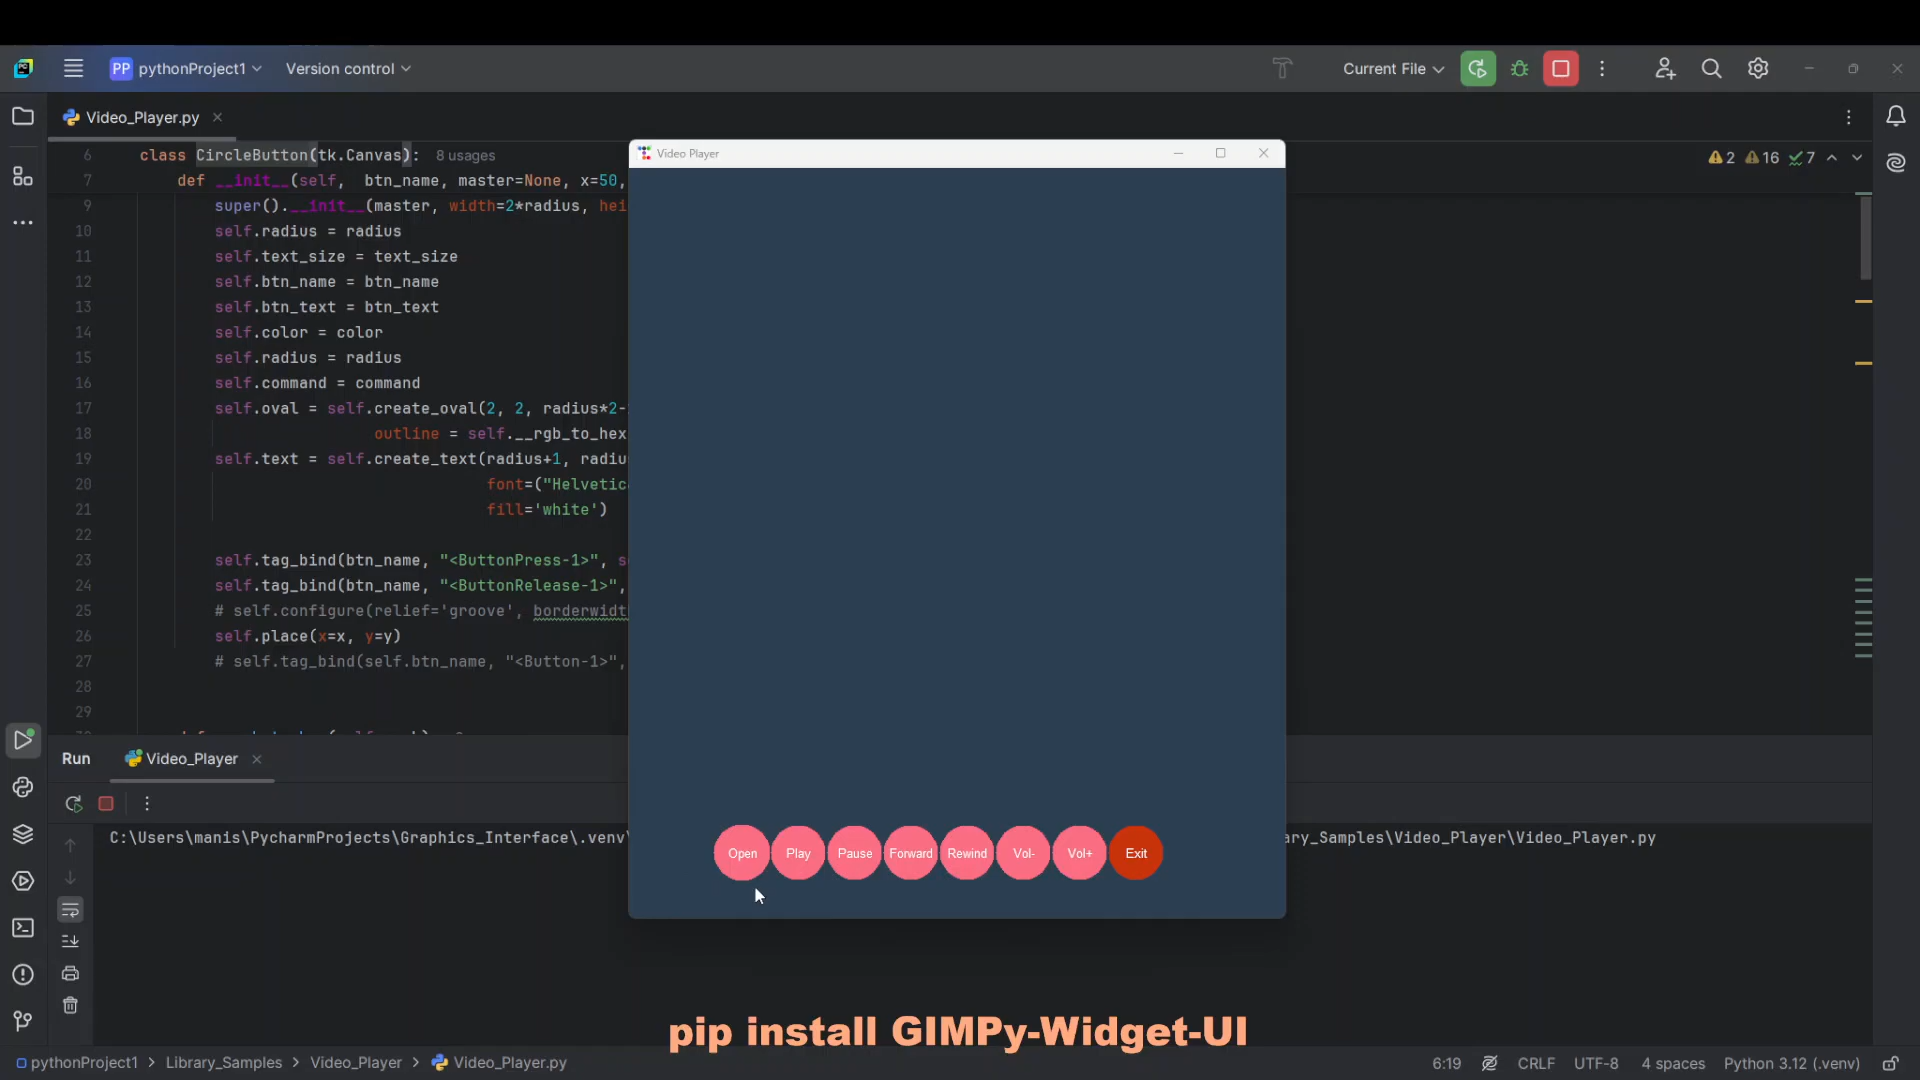 PP pythonProject1 Version control Current File
Video_Player.py
2 16 7
6 class CircleButton(tk.Canvas): 8 usages
7 def __init__(self, btn_name, master=None, x=50,
9 super().__init__(master, width=2*radius, hei
10 self.radius = radius
11 self.text_size = text_size
12 self.btn_name = btn_name
13 self.btn_text = btn_text
14 self.color = color
15 self.radius = radius
16 self.command = command
17 self.oval = self.create_oval(2, 2, radius*2-
18 outline = self.__rgb_to_hex
19 self.text = self.create_text(radius+1, radiu
20 font=("Helvetic
21 fill='white')
22
23 self.tag_bind(btn_name, "<ButtonPress-1>", s
24 self.tag_bind(btn_name, "<ButtonRelease-1>",
25 # self.configure(relief='groove', borderwidt
26 self.place(x=x, y=y)
27 # self.tag_bind(self.btn_name, "<Button-1>",
28
29
Video Player
Open Play Pause Forward Rewind Vol- Vol+ Exit
Run Video_Player
C:\Users\manis\PycharmProjects\Graphics_Interface\.venv\
ary_Samples\Video_Player\Video_Player.py
pip install GIMPy-Widget-UI
pythonProject1 > Library_Samples > Video_Player > Video_Player.py
6:19 CRLF UTF-8 4 spaces Python 3.12 (.venv)